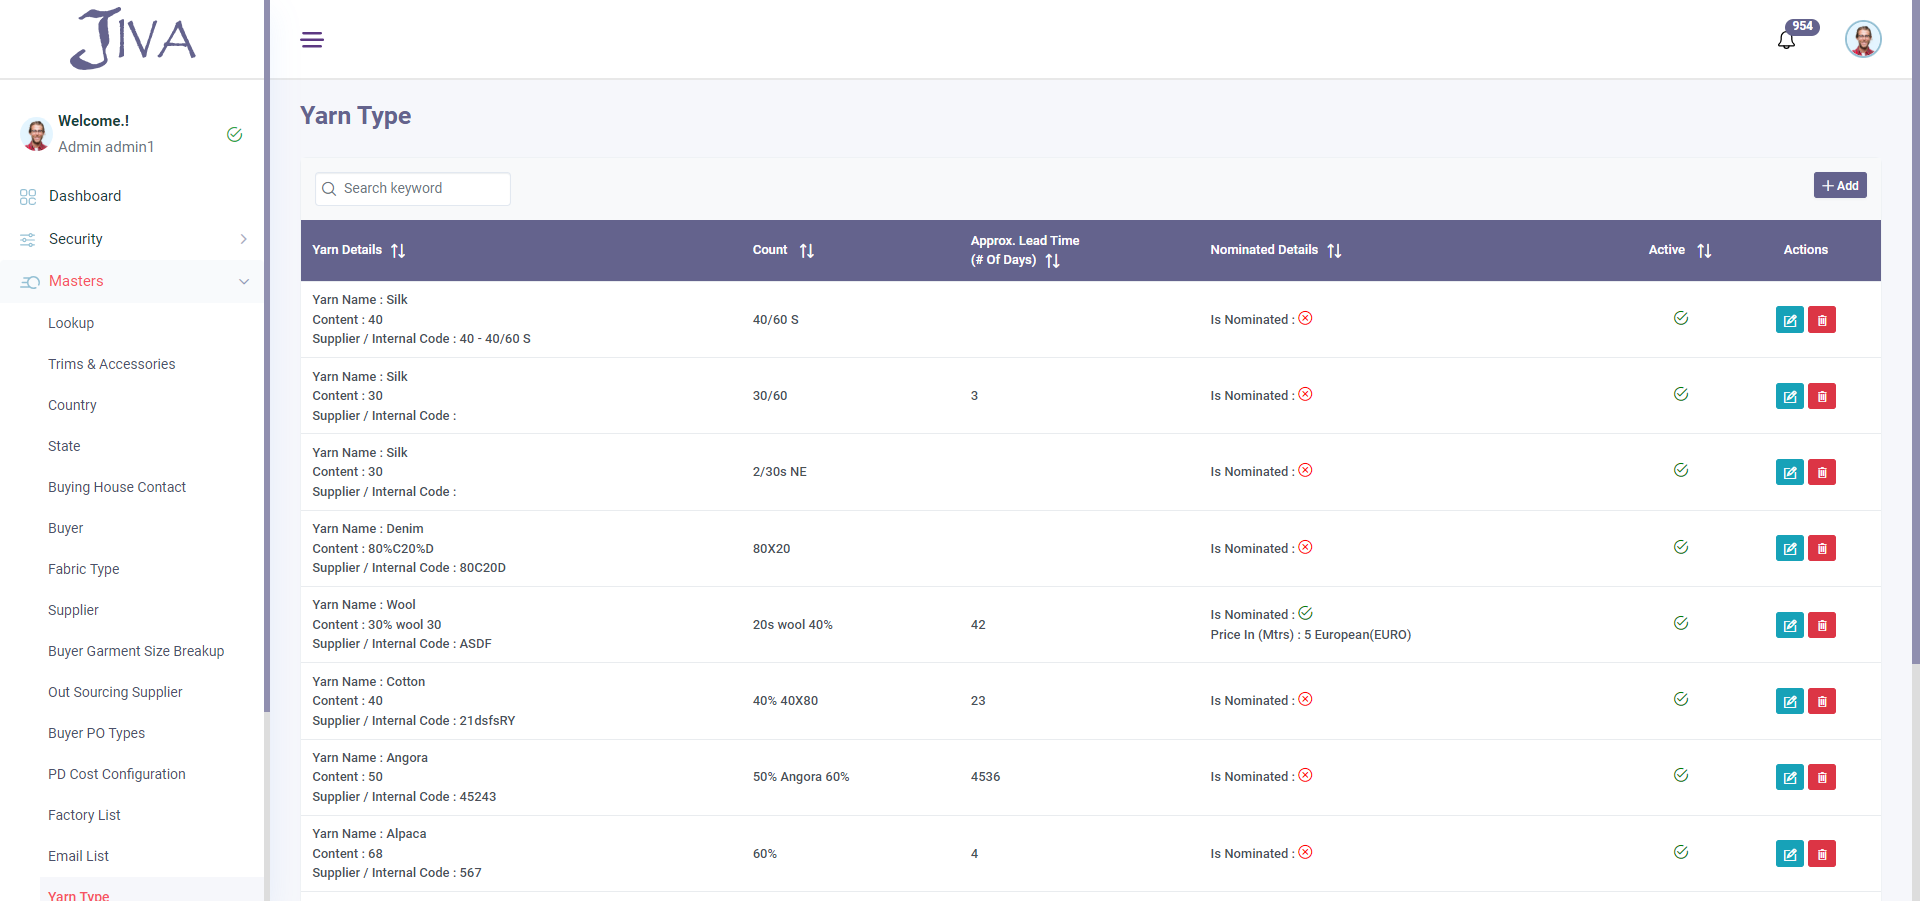 JIVA
954
Welcome.!
Admin admin1
Dashboard
Security
Masters
Lookup
Trims & Accessories
Country
State
Buying House Contact
Buyer
Fabric Type
Supplier
Buyer Garment Size Breakup
Out Sourcing Supplier
Buyer PO Types
PD Cost Configuration
Factory List
Email List
Yarn Type
Yarn Type
Search keyword
Add
Yarn Details
Count
Approx. Lead Time
(# Of Days)
Nominated Details
Active
Actions
Yarn Name : Silk
Content : 40
Supplier / Internal Code : 40 - 40/60 S
40/60 S
Is Nominated :
Yarn Name : Silk
Content : 30
Supplier / Internal Code :
30/60
3
Is Nominated :
Yarn Name : Silk
Content : 30
Supplier / Internal Code :
2/30s NE
Is Nominated :
Yarn Name : Denim
Content : 80%C20%D
Supplier / Internal Code : 80C20D
80X20
Is Nominated :
Yarn Name : Wool
Content : 30% wool 30
Supplier / Internal Code : ASDF
20s wool 40%
42
Is Nominated :
Price In (Mtrs) : 5 European(EURO)
Yarn Name : Cotton
Content : 40
Supplier / Internal Code : 21dsfsRY
40% 40X80
23
Is Nominated :
Yarn Name : Angora
Content : 50
Supplier / Internal Code : 45243
50% Angora 60%
4536
Is Nominated :
Yarn Name : Alpaca
Content : 68
Supplier / Internal Code : 567
60%
4
Is Nominated :